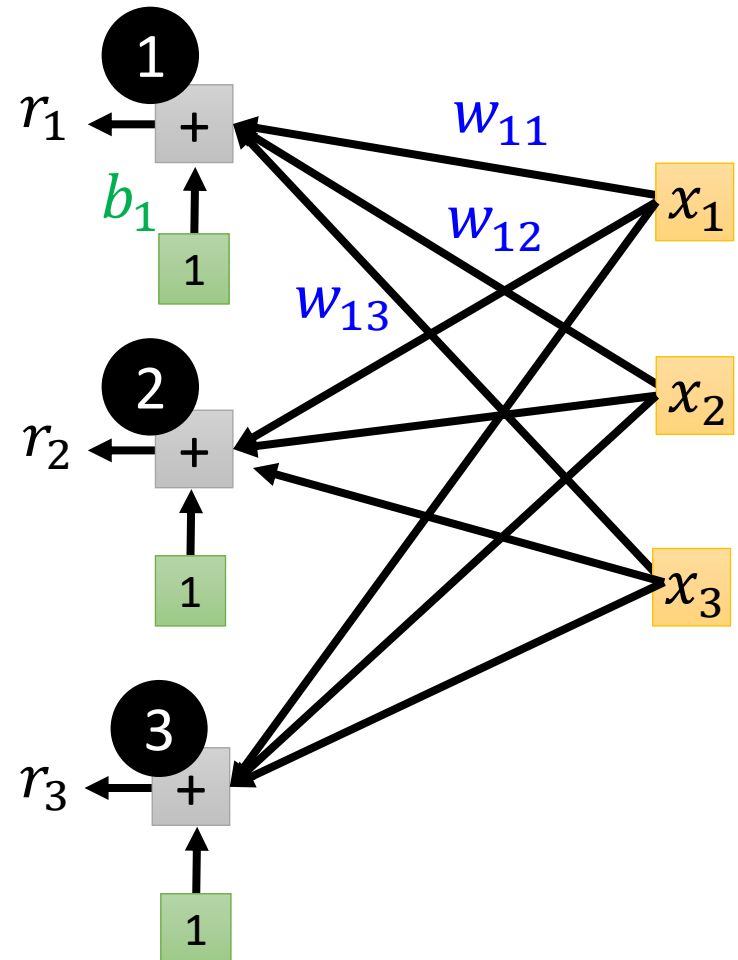 1
r₁
+
w₁₁
b₁
x₁
w₁₂
1
w₁₃
2
x₂
r₂
+
1
x₃
3
r₃
+
1